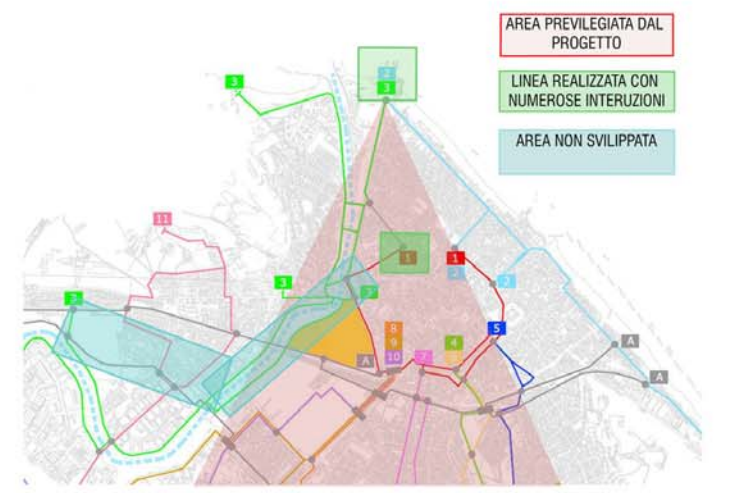 AREA PREVILEGIATA DAL
PROGETTO
LINEA REALIZZATA CON
NUMEROSE INTERUZIONI
AREA NON SVILIPPATA
2
3
3
11
1
1
2
2
3
3
3
5
8
9
10
A
7
4
A
A